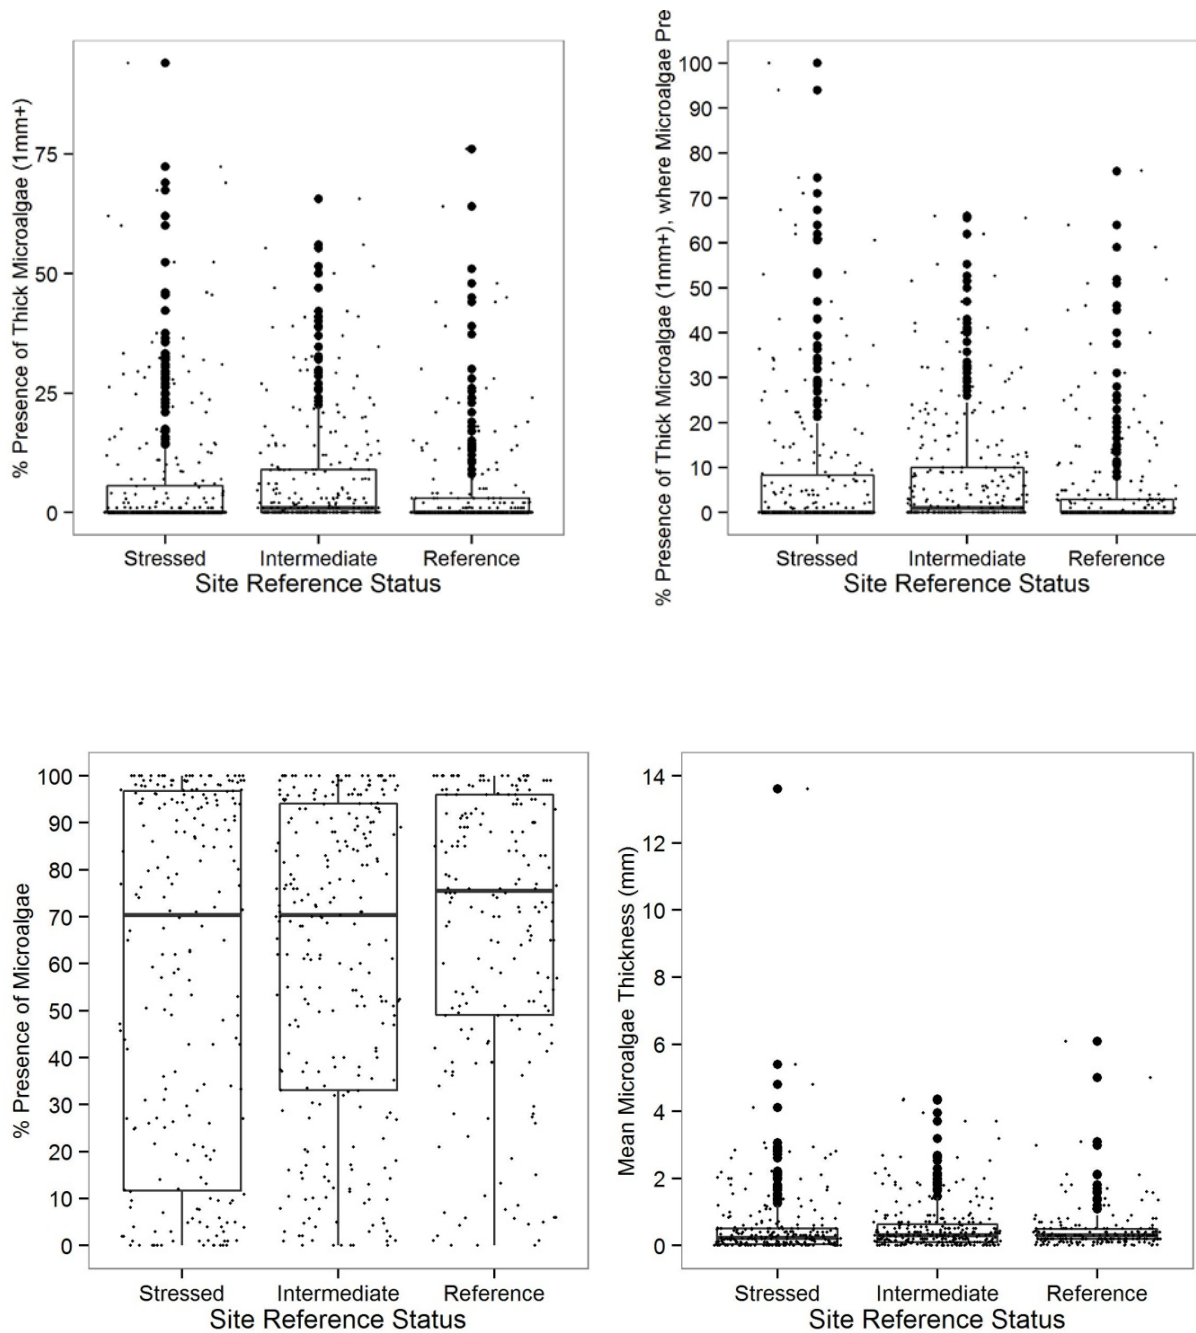 % Presence of Thick Microalgae (1mm+)
75
50
25
0
Stressed Intermediate Reference
Site Reference Status
% Presence of Thick Microalgae (1mm+), where Microalgae Pre
100
90
80
70
60
50
40
30
20
10
0
Stressed Intermediate Reference
Site Reference Status
% Presence of Microalgae
100
90
80
70
60
50
40
30
20
10
0
Stressed Intermediate Reference
Site Reference Status
Mean Microalgae Thickness (mm)
14
12
10
8
6
4
2
0
Stressed Intermediate Reference
Site Reference Status